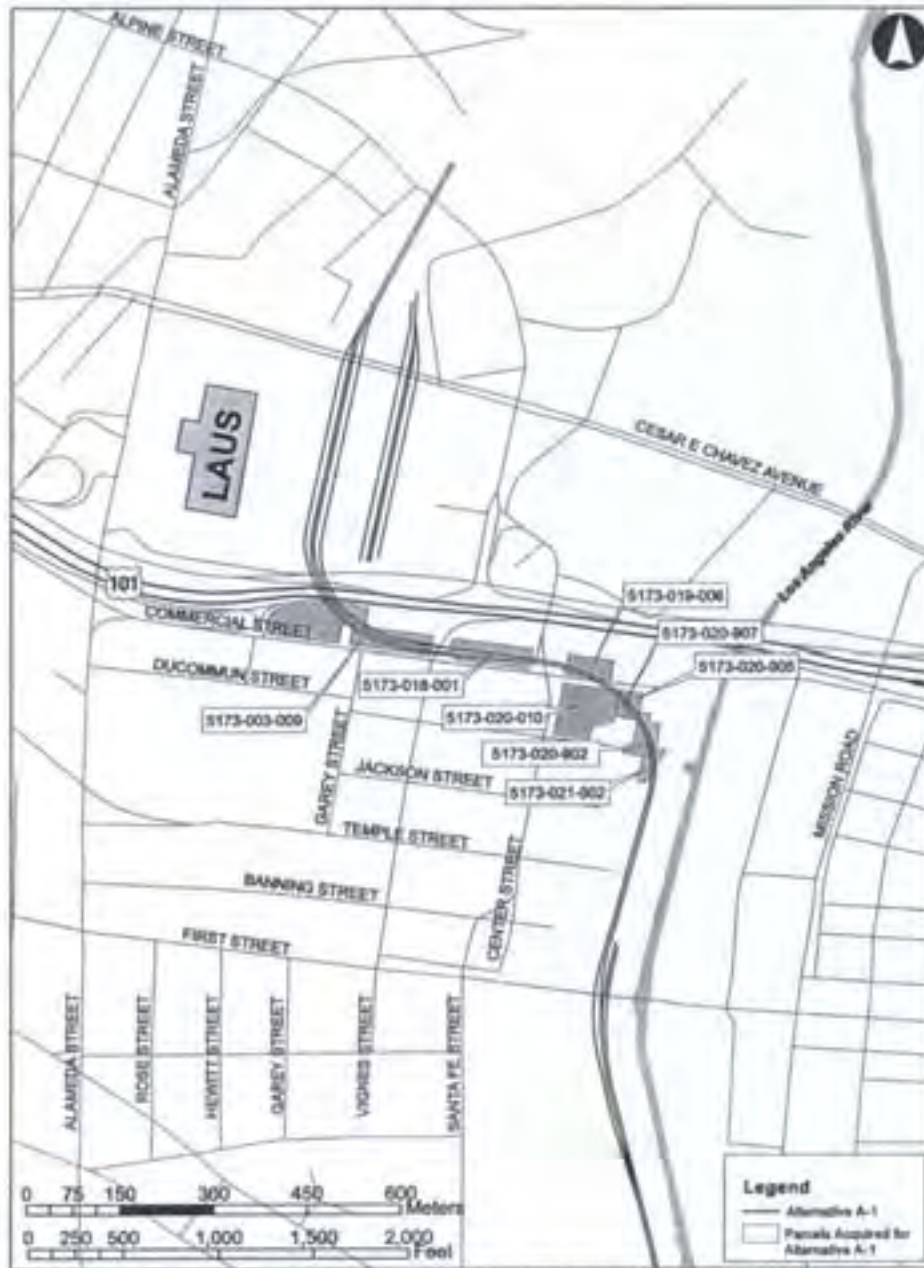 ALPINE STREET
ALAMEDA STREET
LAUS
CESAR E CHAVEZ AVENUE
Los Angeles River
101
COMMERCIAL STREET
DUCOMMUN STREET
5173-019-006
5173-020-907
5173-020-905
5173-018-001
5173-003-009
5173-020-010
5173-020-902
5173-021-902
GAREY STREET
JACKSON STREET
TEMPLE STREET
BANNING STREET
FIRST STREET
CENTER STREET
MISSION ROAD
ALAMEDA STREET
ROSE STREET
HEWITT STREET
GAREY STREET
VIGNES STREET
SANTA FE STREET
0 75 150 300 450 600
Meters
0 250 500 1,000 1,500 2,000
Feet
Legend
Alternative A-1
Parcels Acquired for
Alternative A-1